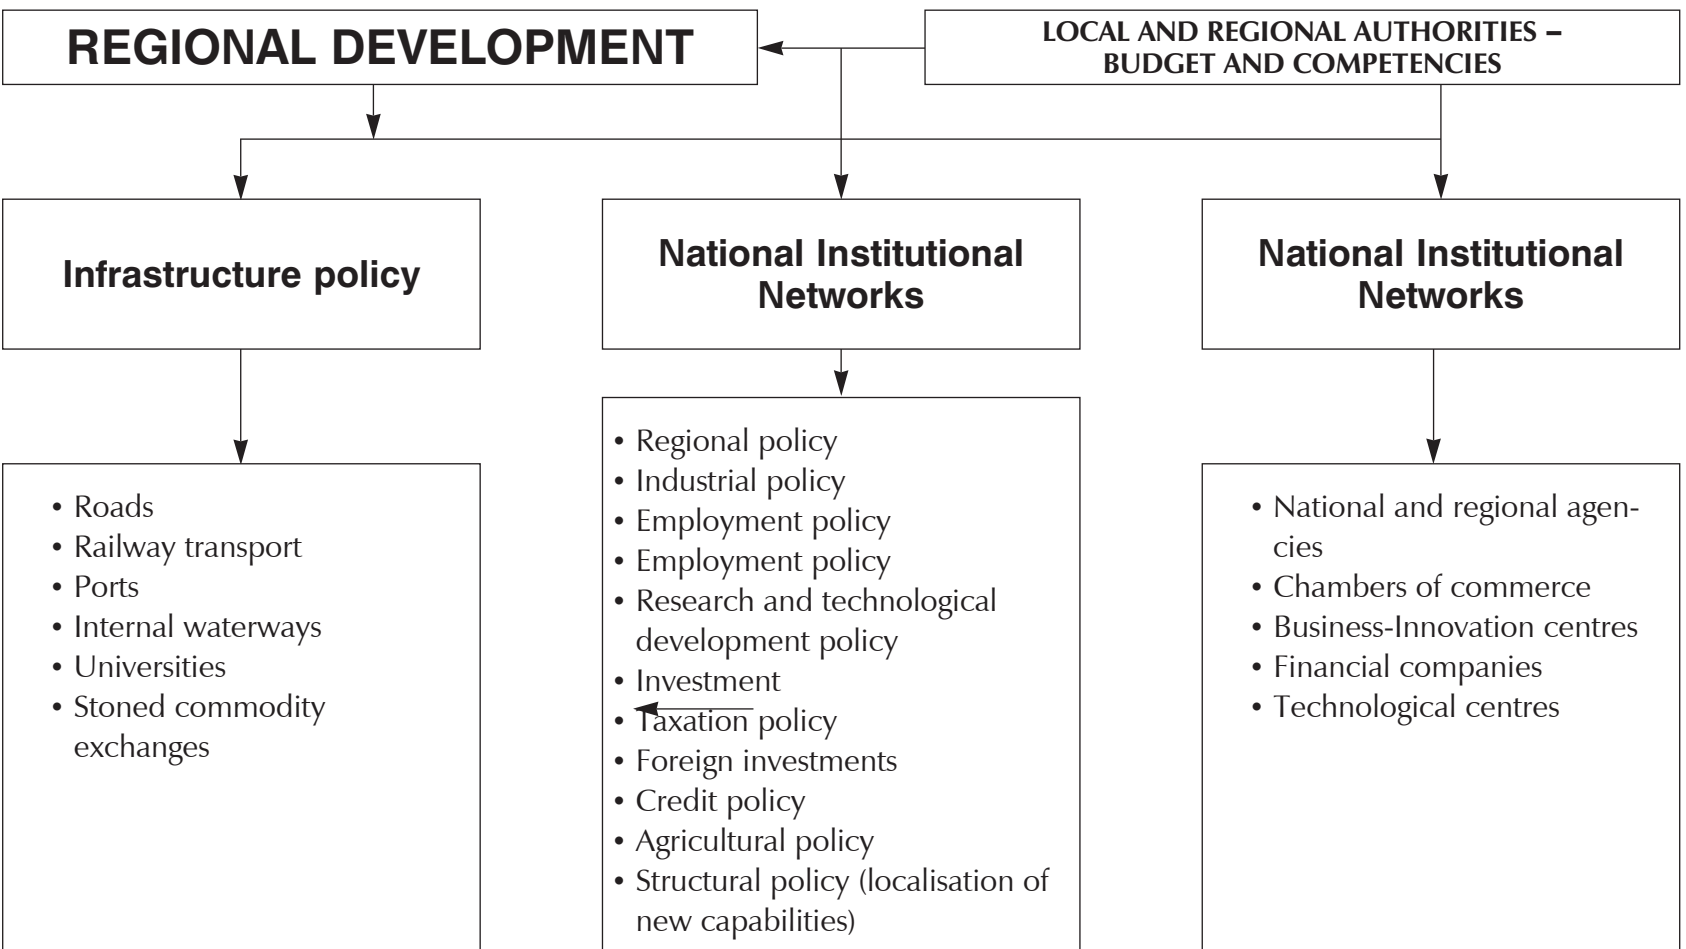 REGIONAL DEVELOPMENT
LOCAL AND REGIONAL AUTHORITIES –
BUDGET AND COMPETENCIES
Infrastructure policy
National Institutional
Networks
National Institutional
Networks
• Roads
• Railway transport
• Ports
• Internal waterways
• Universities
• Stoned commodity
exchanges
• Regional policy
• Industrial policy
• Employment policy
• Employment policy
• Research and technological
development policy
• Investment
• Taxation policy
• Foreign investments
• Credit policy
• Agricultural policy
• Structural policy (localisation of
new capabilities)
• National and regional agen-
cies
• Chambers of commerce
• Business-Innovation centres
• Financial companies
• Technological centres